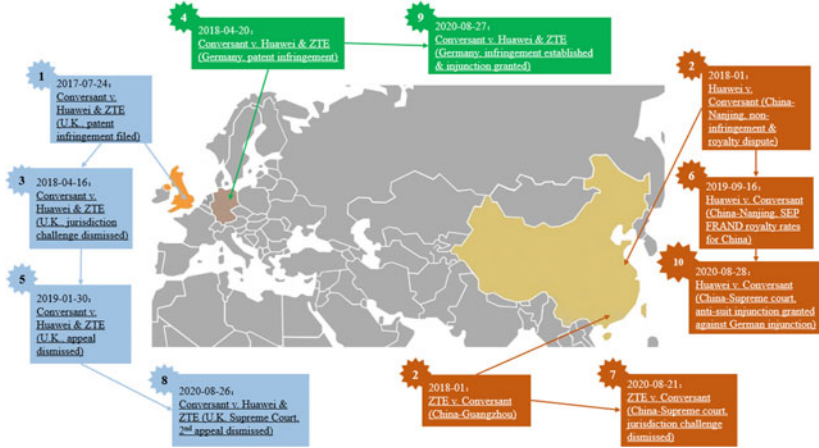 1
2017-07-24:
Conversant v.
Huawei & ZTE
(U.K., patent
infringement filed)
3
2018-04-16:
Conversant v.
Huawei & ZTE
(U.K., jurisdiction
challenge dismissed)
5
2019-01-30:
Conversant v.
Huawei & ZTE
(U.K., appeal
dismissed)
8
2020-08-26:
Conversant v. Huawei &
ZTE (U.K. Supreme Court,
2nd appeal dismissed)
4
2018-04-20:
Conversant v. Huawei & ZTE
(Germany, patent infringement)
9
2020-08-27:
Conversant v. Huawei & ZTE
(Germany, infringement established
& injunction granted)
2
2018-01:
Huawei v.
Conversant (China-
Nanjing, non-
infringement &
royalty dispute)
6
2019-09-16:
Huawei v. Conversant
(China-Nanjing, SEP
FRAND royalty rates
for China)
10
2020-08-28:
Huawei v. Conversant
(China-Supreme court,
anti-suit injunction granted
against German injunction)
2
2018-01:
ZTE v. Conversant
(China-Guangzhou)
7
2020-08-21:
ZTE v. Conversant
(China-Supreme court,
jurisdiction challenge
dismissed)